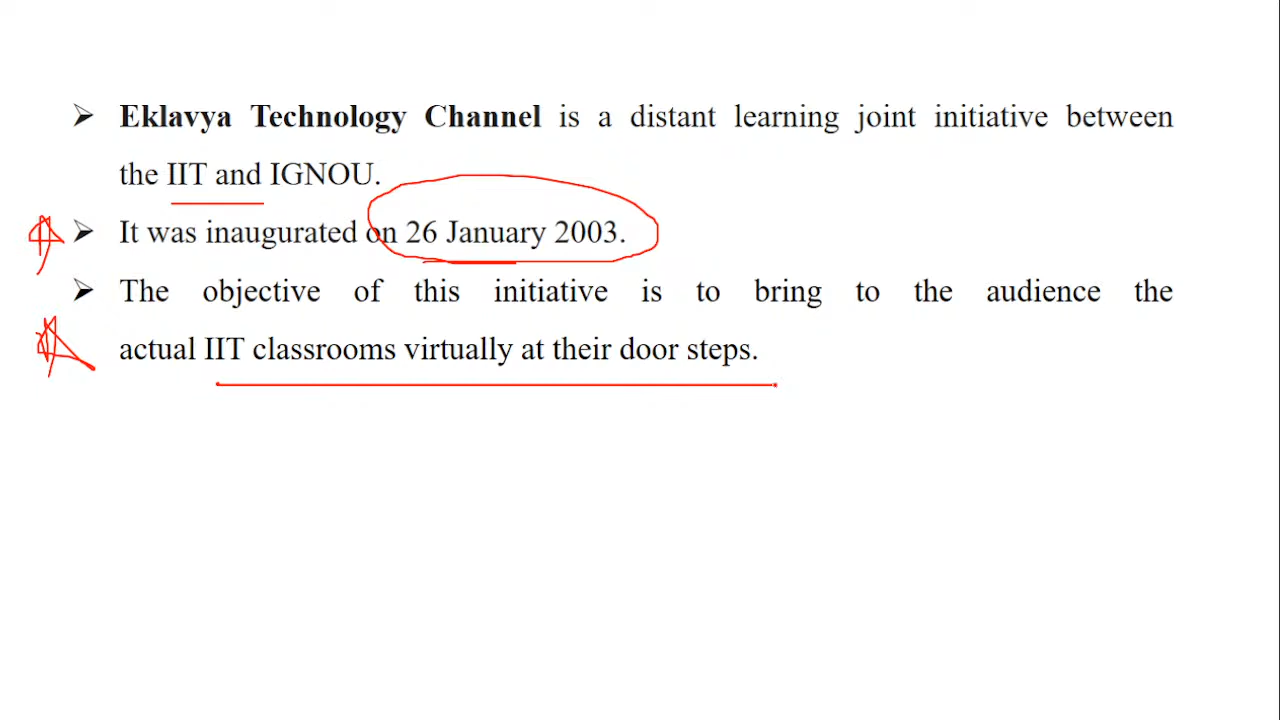 ➢ Eklavya Technology Channel is a distant learning joint initiative between
the IIT and IGNOU.
➢ It was inaugurated on 26 January 2003.
➢ The objective of this initiative is to bring to the audience the
actual IIT classrooms virtually at their door steps.